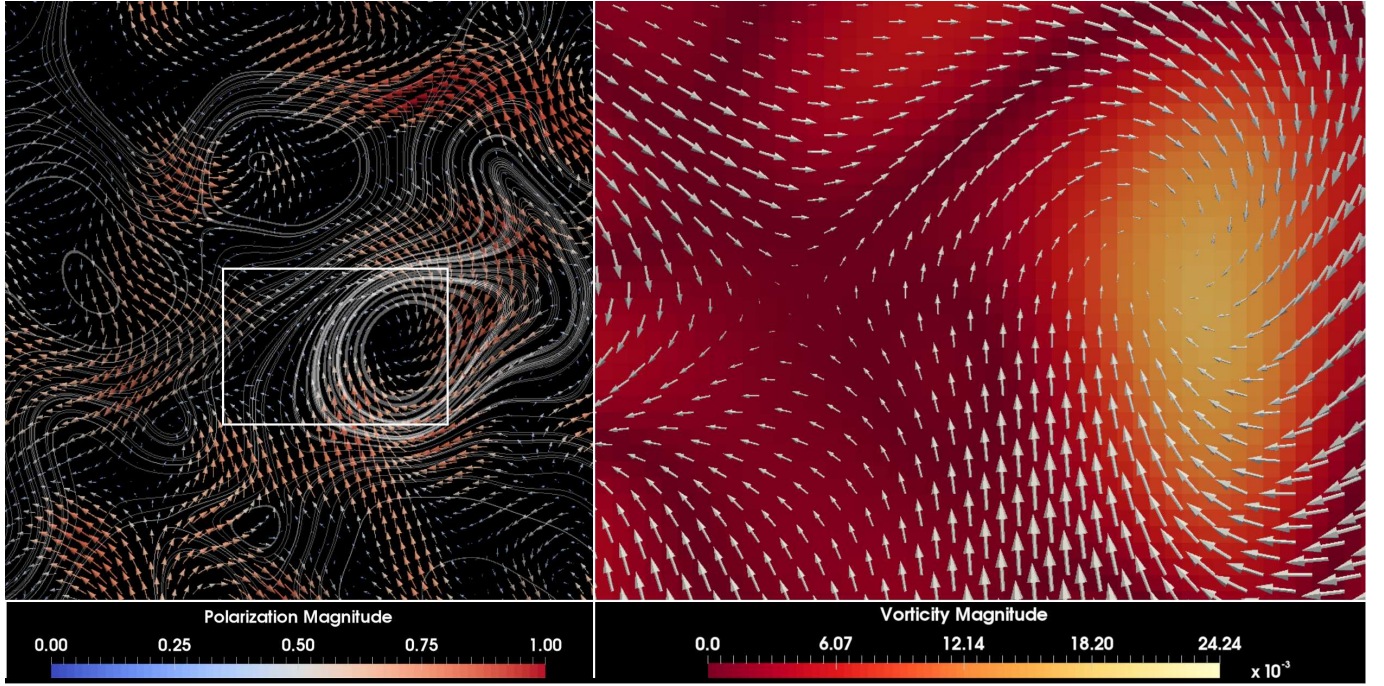 Polarization Magnitude
0.00 0.25 0.50 0.75 1.00
Vorticity Magnitude
0.0 6.07 12.14 18.20 24.24
x 10⁻³